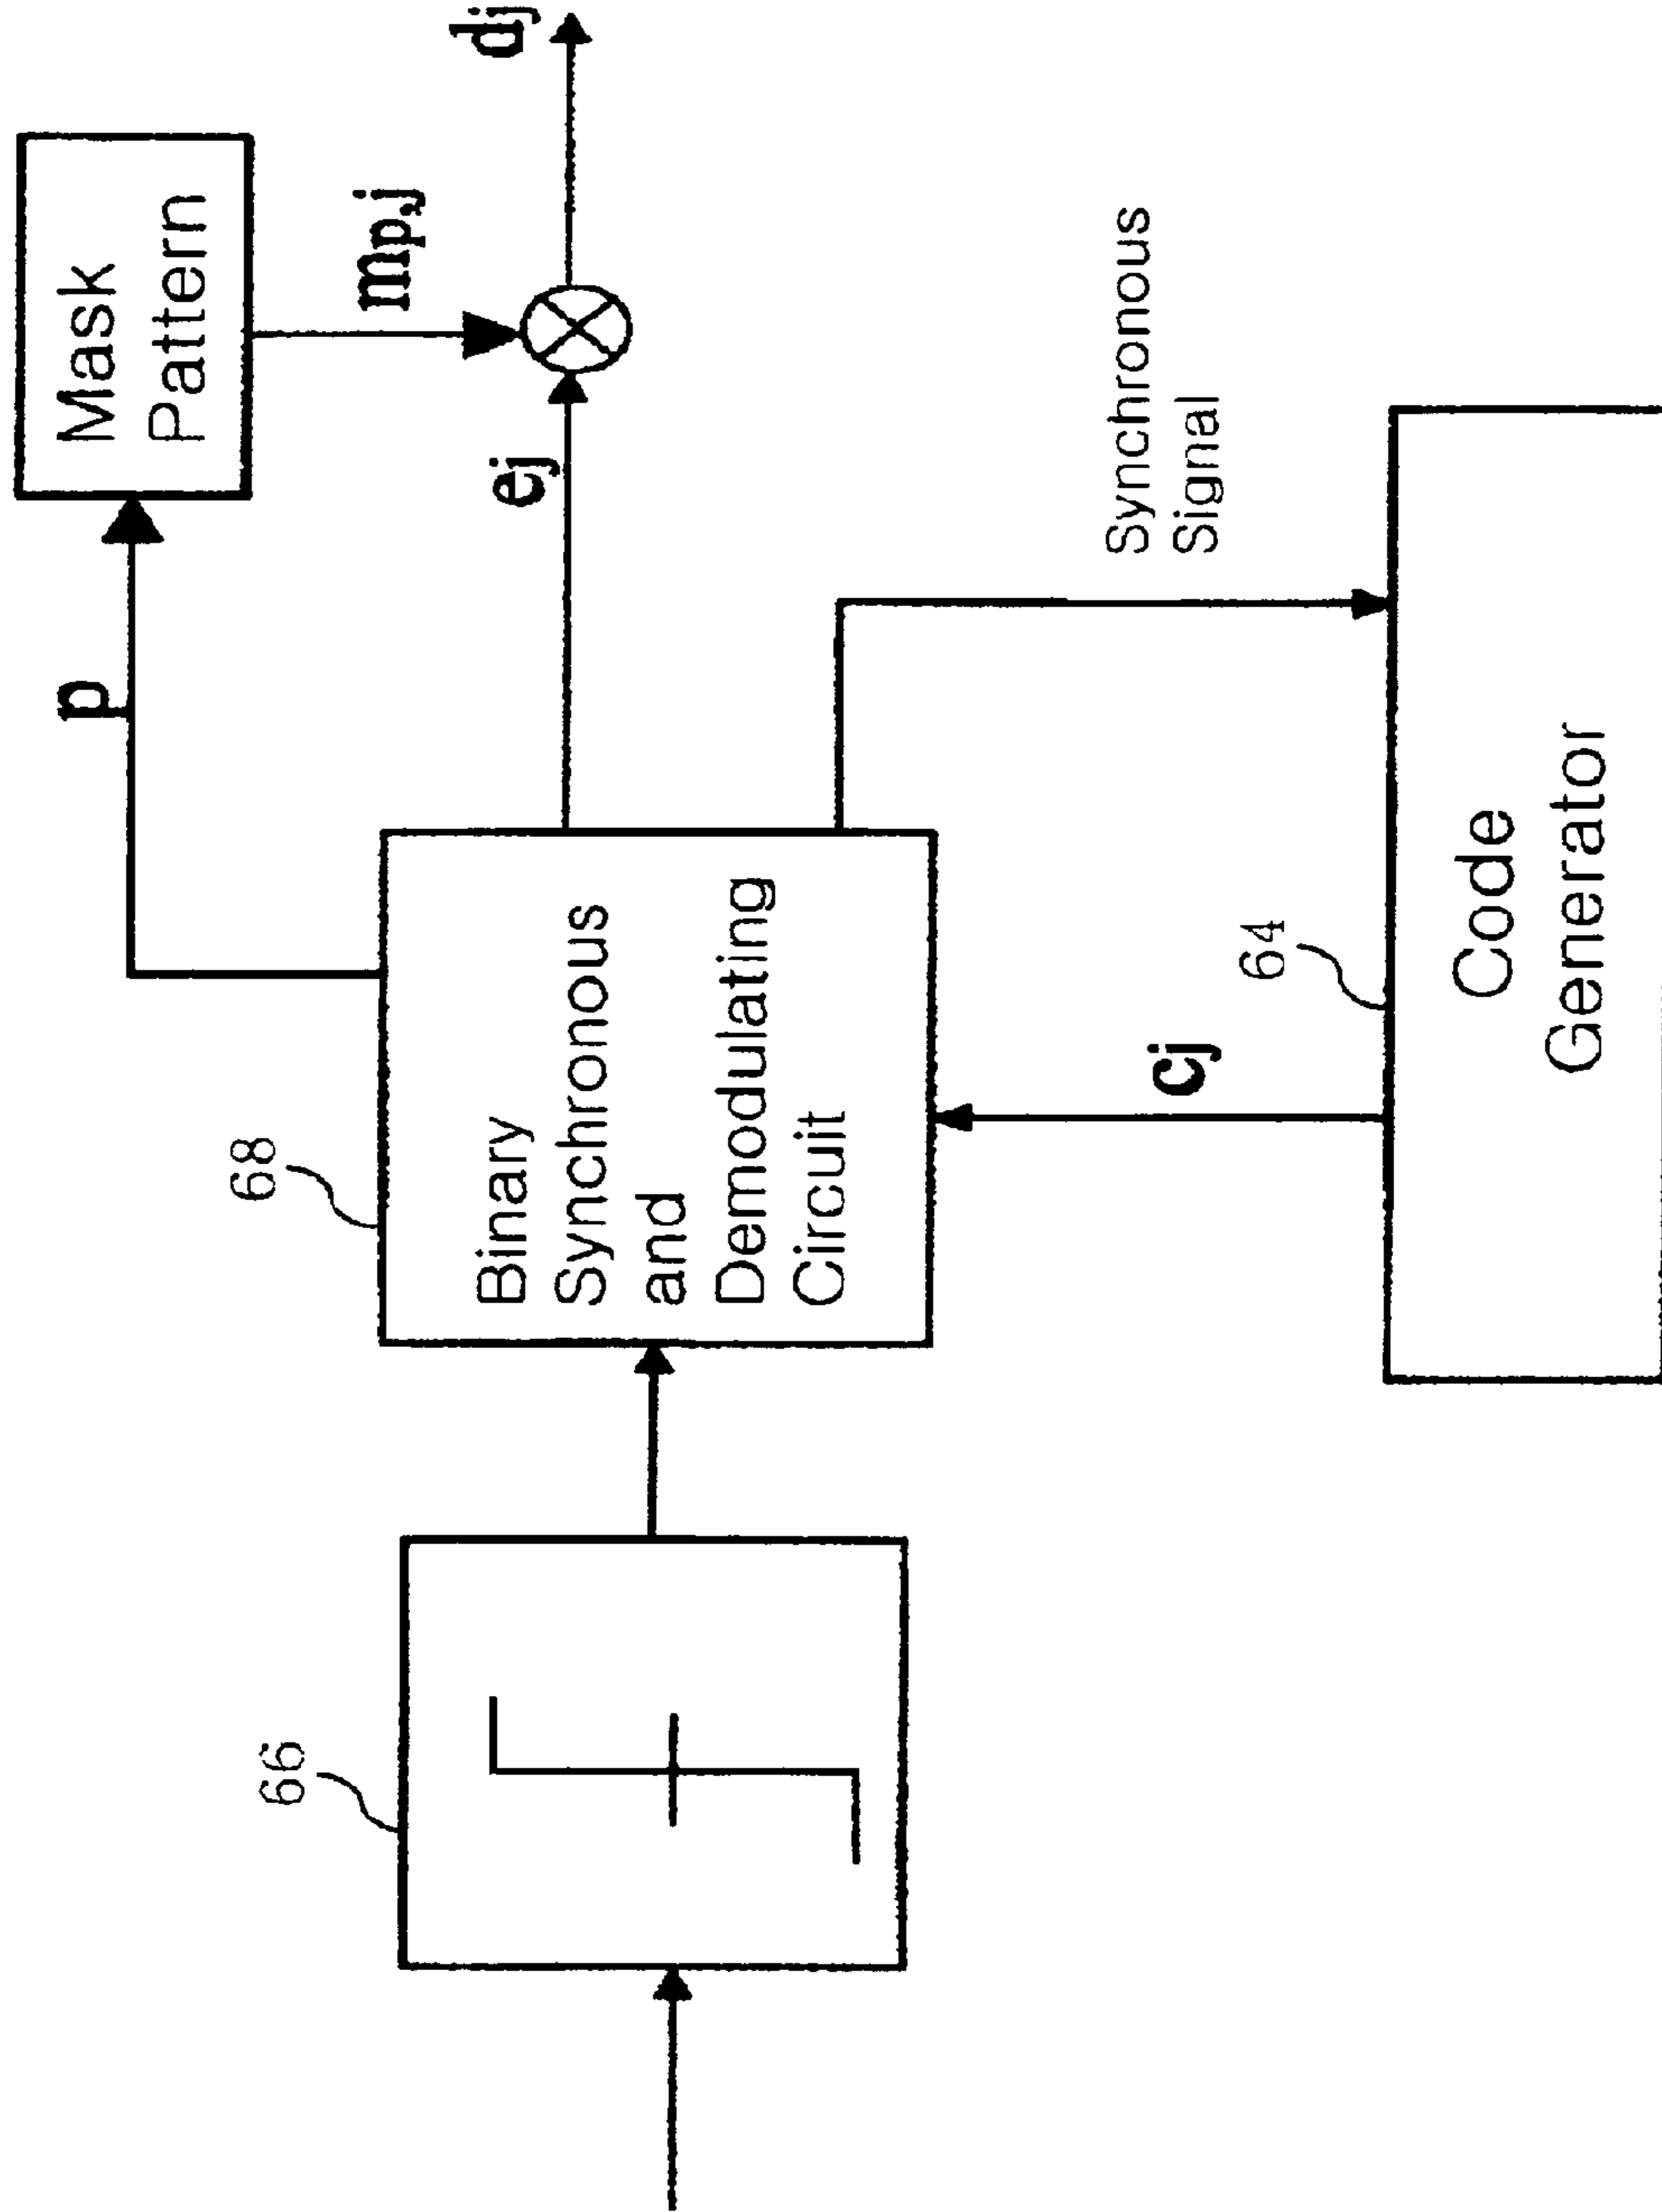 66
68
Binary
Synchronous
and
Demodulating
Circuit
p
Mask
Pattern
mp,j
ej
dj
Synchronous
Signal
cj
64
Code
Generator